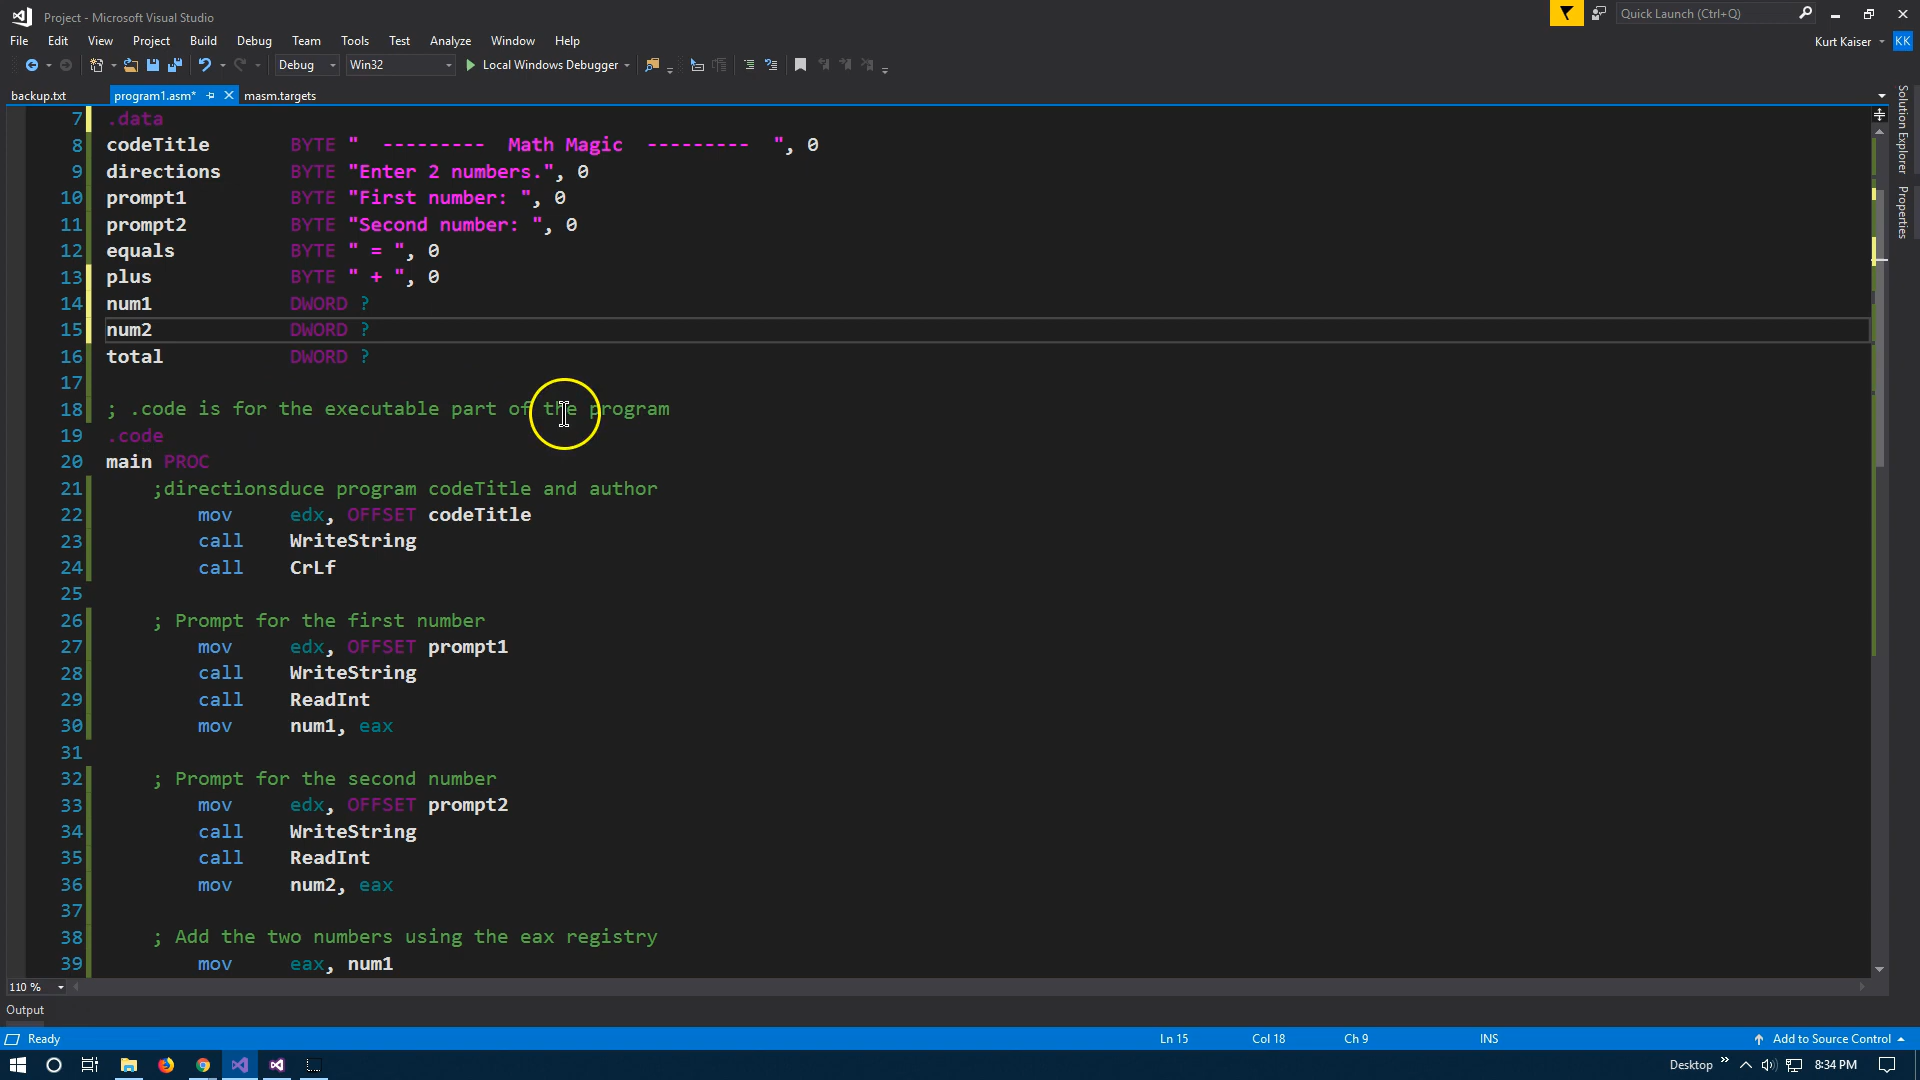 Project - Microsoft Visual Studio
Quick Launch (Ctrl+Q)
File Edit View Project Build Debug Team Tools Test Analyze Window Help
Kurt Kaiser KK
Debug Win32 Local Windows Debugger
backup.txt program1.asm* masm.targets
Solution Explorer
Properties
7 .data
8 codeTitle BYTE "  ---------  Math Magic  ---------  ", 0
9 directions BYTE "Enter 2 numbers.", 0
10 prompt1 BYTE "First number: ", 0
11 prompt2 BYTE "Second number: ", 0
12 equals BYTE " = ", 0
13 plus BYTE " + ", 0
14 num1 DWORD ?
15 num2 DWORD ?
16 total DWORD ?
17
18 ; .code is for the executable part of the program
19 .code
20 main PROC
21 ;directionsduce program codeTitle and author
22 mov edx, OFFSET codeTitle
23 call WriteString
24 call CrLf
25
26 ; Prompt for the first number
27 mov edx, OFFSET prompt1
28 call WriteString
29 call ReadInt
30 mov num1, eax
31
32 ; Prompt for the second number
33 mov edx, OFFSET prompt2
34 call WriteString
35 call ReadInt
36 mov num2, eax
37
38 ; Add the two numbers using the eax registry
39 mov eax, num1
110 %
Output
Ready Ln 15 Col 18 Ch 9 INS Add to Source Control
Desktop 8:34 PM